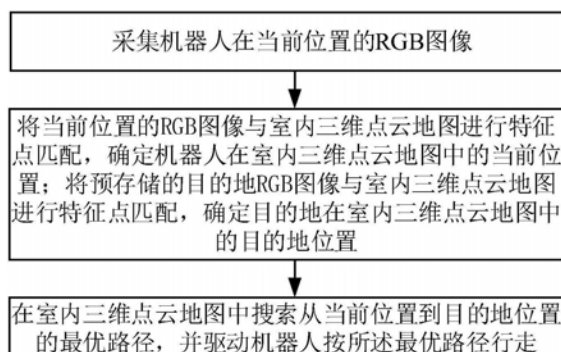 采集机器人在当前位置的RGB图像
将当前位置的RGB图像与室内三维点云地图进行特征
点匹配，确定机器人在室内三维点云地图中的当前位
置；将预存储的目的地RGB图像与室内三维点云地图
进行特征点匹配，确定目的地在室内三维点云地图中
的目的地位置
在室内三维点云地图中搜索从当前位置到目的地位置
的最优路径，并驱动机器人按所述最优路径行走